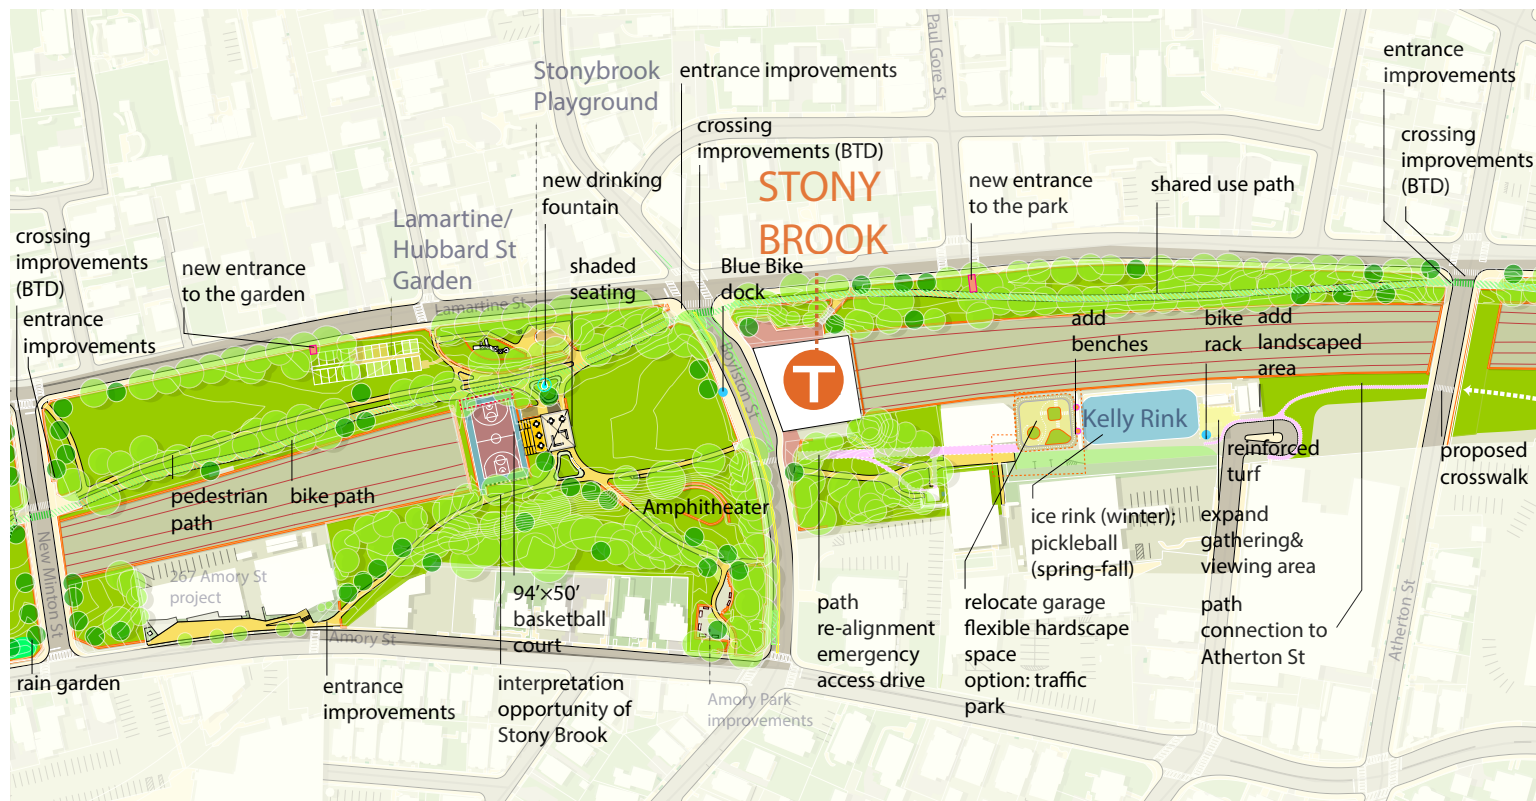 Paul Gore St
entrance
improvements
Stonybrook
Playground
entrance improvements
crossing
improvements (BTD)
crossing
improvements
(BTD)
STONY
BROOK
new drinking
fountain
new entrance
to the park
shared use path
Lamartine/
Hubbard St
Garden
crossing
improvements
(BTD)
new entrance
to the garden
shaded
seating
Blue Bike
dock
Lamartine St
entrance
improvements
add
benches
bike
rack
add
landscaped
area
Boylston St
T
Kelly Rink
reinforced
turf
proposed
crosswalk
pedestrian
path
bike path
Amphitheater
ice rink (winter);
pickleball
(spring-fall)
expand
gathering&
viewing area
New Minton St
267 Amory St
project
94’×50’
basketball
court
path
re-alignment
emergency
access drive
relocate garage
flexible hardscape
space
option: traffic
park
path
connection to
Atherton St
Atherton St
Amory St
rain garden
entrance
improvements
interpretation
opportunity of
Stony Brook
Amory Park
improvements